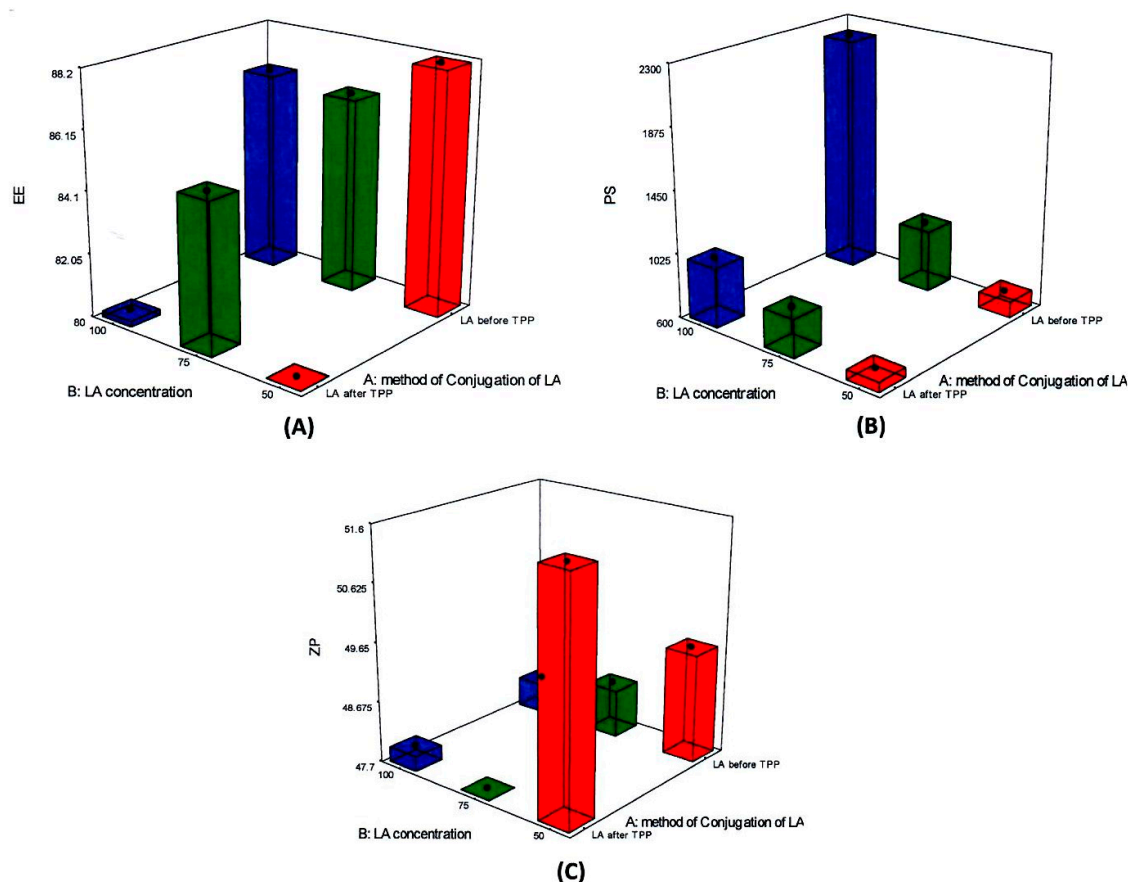 88.2
86.15
84.1
82.05
80
EE
100
75
50
B: LA concentration
LA before TPP
A: method of Conjugation of LA
LA after TPP
(A)
2300
1875
1450
1025
600
PS
100
75
50
B: LA concentration
LA before TPP
A: method of Conjugation of LA
LA after TPP
(B)
51.6
50.625
49.65
48.675
47.7
ZP
100
75
50
B: LA concentration
LA before TPP
A: method of Conjugation of LA
LA after TPP
(C)